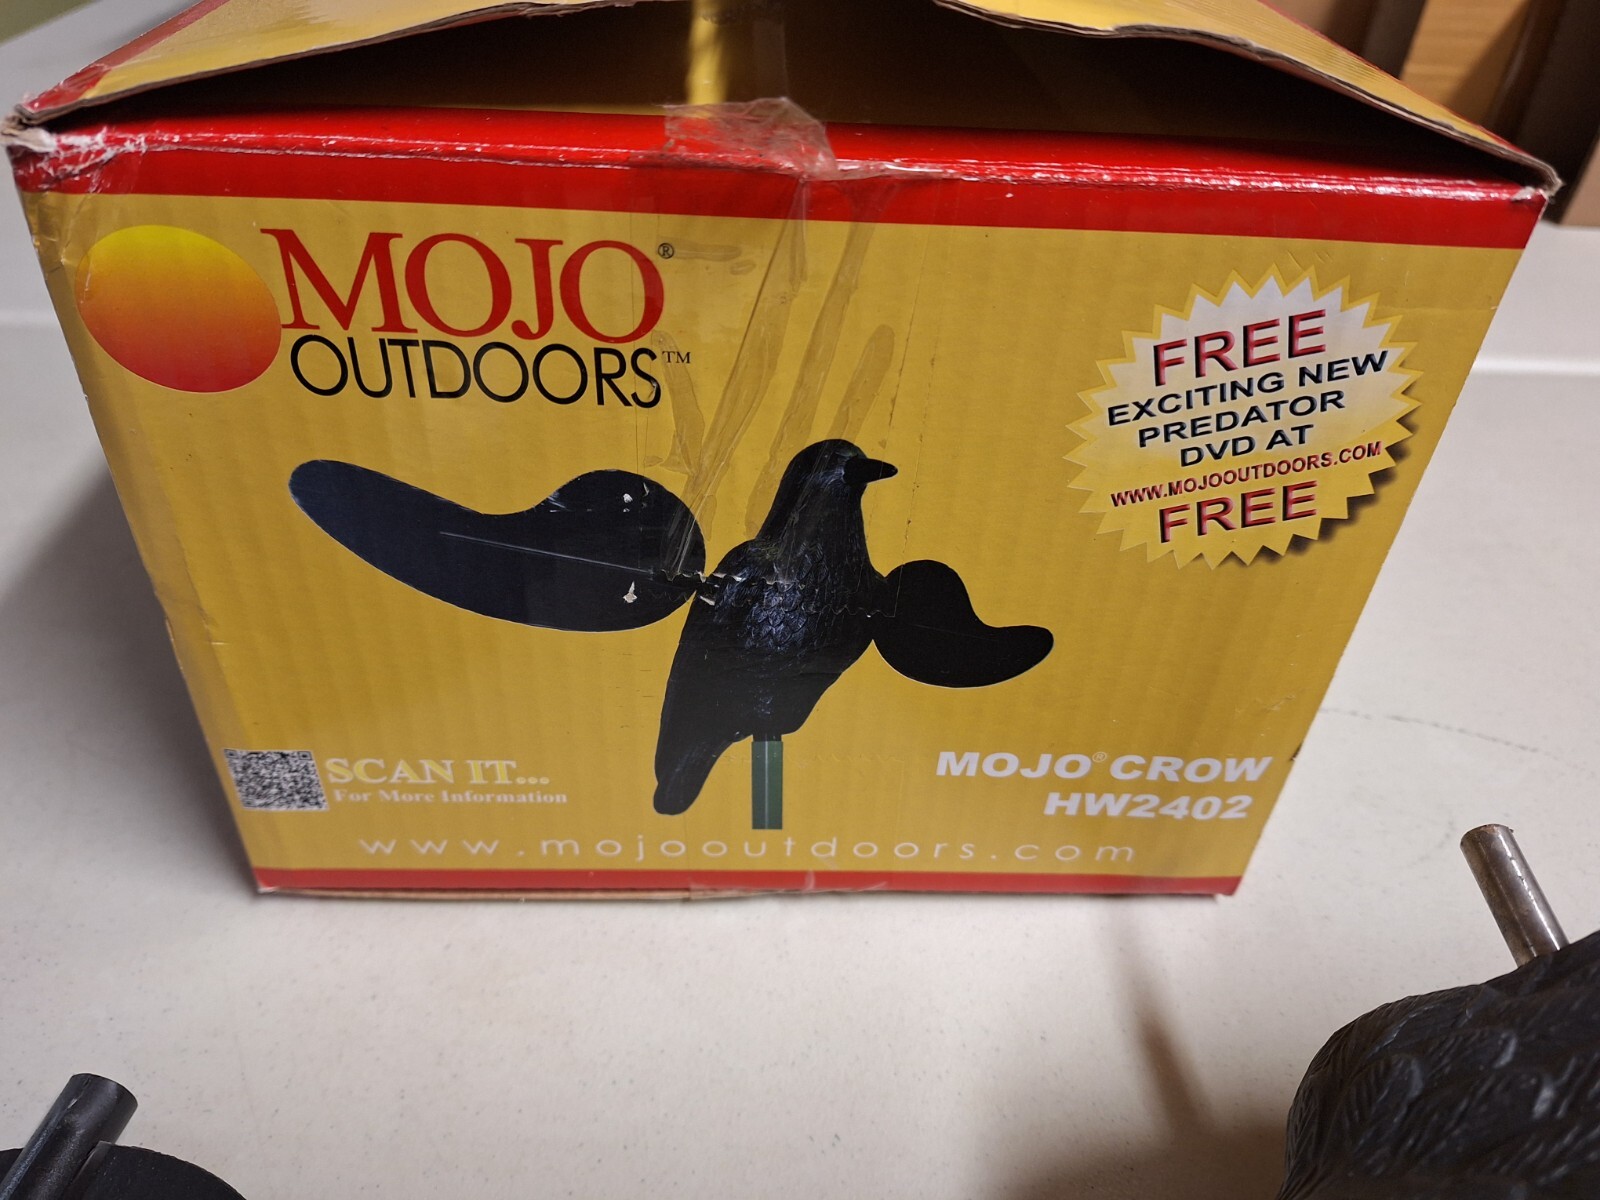 MOJO®
OUTDOORS™
FREE
EXCITING NEW
PREDATOR
DVD AT
WWW.MOJOOUTDOORS.COM
FREE
SCAN IT...
For More Information
MOJO® CROW
HW2402
www.mojooutdoors.com